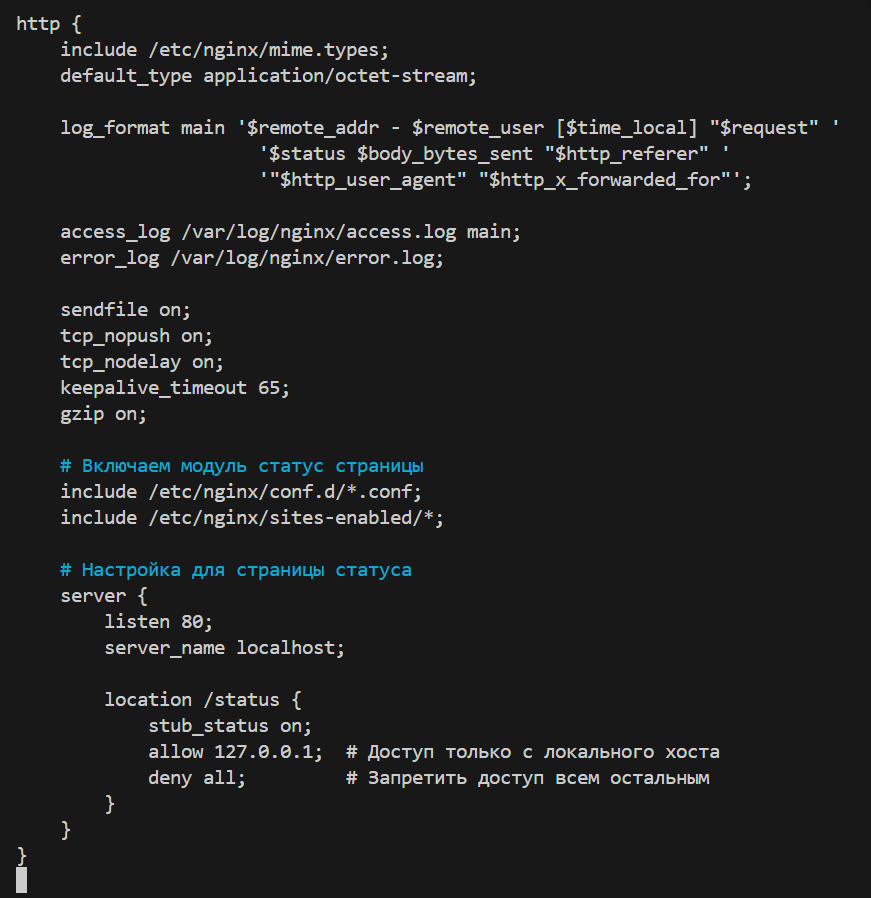 http {
    include /etc/nginx/mime.types;
    default_type application/octet-stream;

    log_format main '$remote_addr - $remote_user [$time_local] "$request" '
                      '$status $body_bytes_sent "$http_referer" '
                      '"$http_user_agent" "$http_x_forwarded_for"';

    access_log /var/log/nginx/access.log main;
    error_log /var/log/nginx/error.log;

    sendfile on;
    tcp_nopush on;
    tcp_nodelay on;
    keepalive_timeout 65;
    gzip on;

    # Включаем модуль статус страницы
    include /etc/nginx/conf.d/*.conf;
    include /etc/nginx/sites-enabled/*;

    # Настройка для страницы статуса
    server {
        listen 80;
        server_name localhost;

        location /status {
            stub_status on;
            allow 127.0.0.1;  # Доступ только с локального хоста
            deny all;         # Запретить доступ всем остальным
        }
    }
}